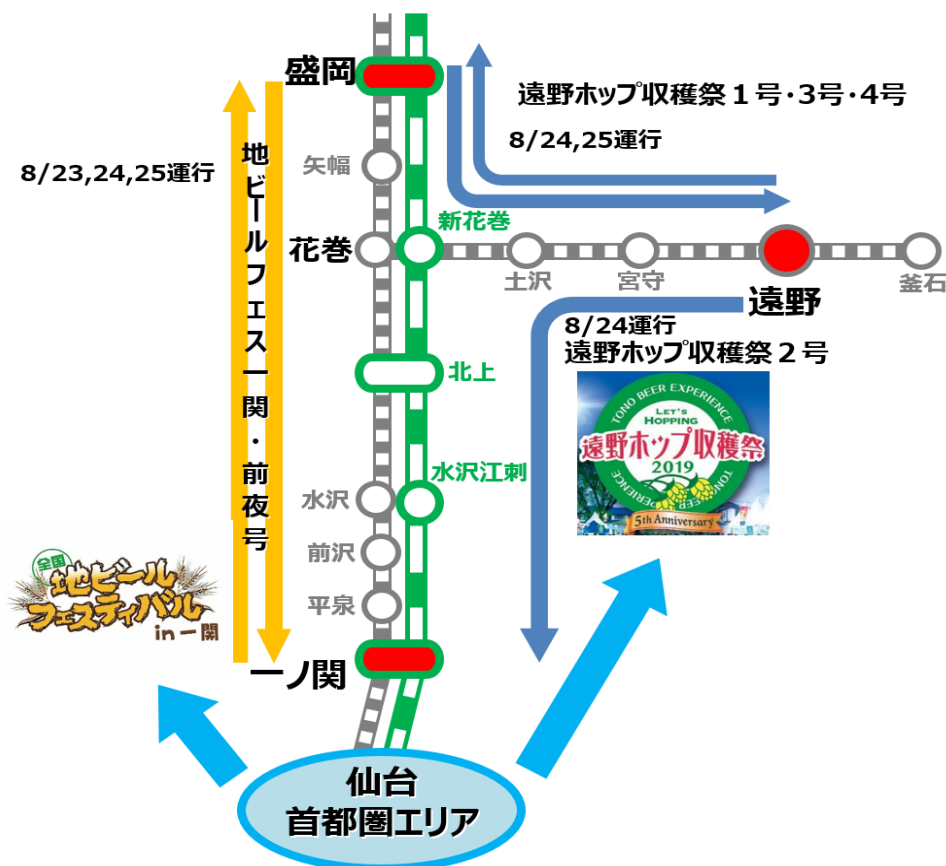 盛岡
遠野ホップ収穫祭1号・3号・4号
8/24,25運行
8/23,24,25運行
地ビールフェス一関・前夜号
矢幅
新花巻
花巻
土沢
宮守
遠野
釜石
8/24運行
遠野ホップ収穫祭2号
北上
TONO BEER EXPERIENCE
LET'S
HOPPING
遠野ホップ収穫祭
2019
TONO BEER EXPERIENCE
5th Anniversary
水沢江刺
水沢
前沢
平泉
全国
地ビール
フェスティバル
in 一関
一ノ関
仙台
首都圏エリア